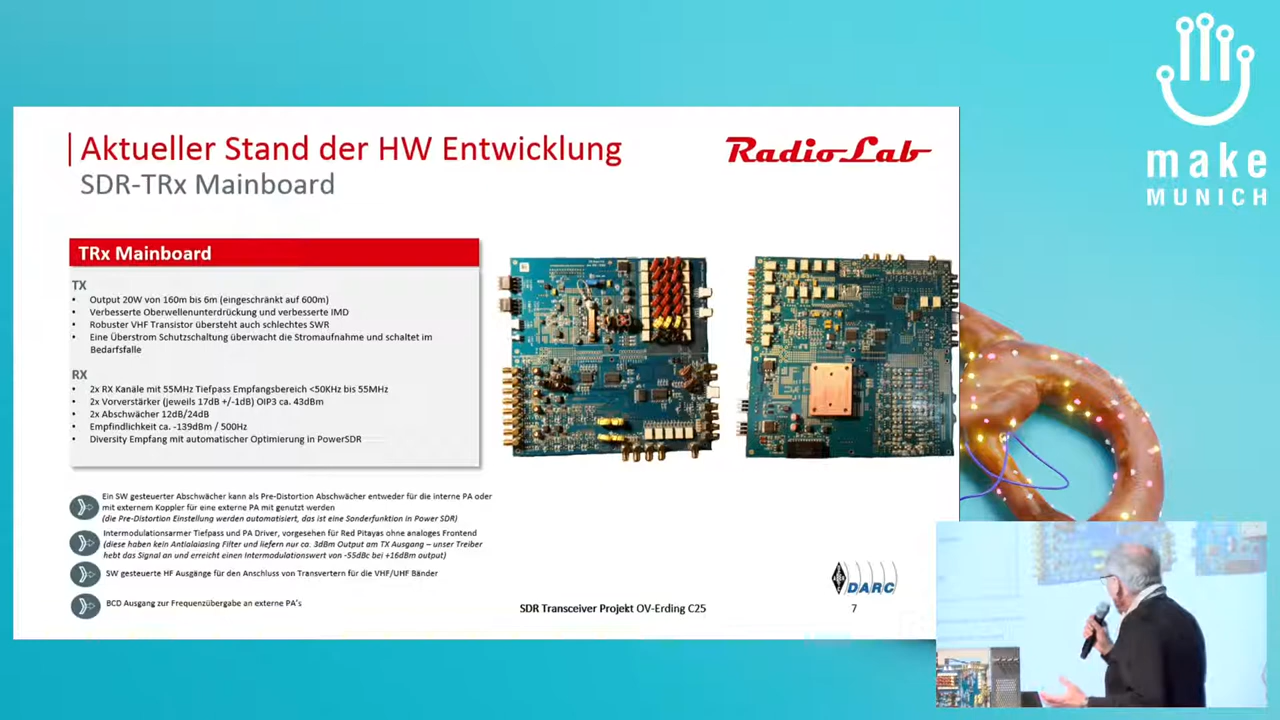 Aktueller Stand der HW Entwicklung
SDR-TRx Mainboard
RadioLab
make
MUNICH
TRx Mainboard
TX
• Output 20W von 160m bis 6m (eingeschränkt auf 600m)
• Verbesserte Oberwellenunterdrückung und verbesserte IMD
• Robuster VHF Transistor übersteht auch schlechtes SWR
• Eine Überstrom Schutzschaltung überwacht die Stromaufnahme und schaltet im
Bedarfsfalle
RX
• 2x RX Kanäle mit 55MHz Tiefpass Empfangsbereich <50KHz bis 55MHz
• 2x Vorverstärker (jeweils 17dB +/-1dB) OIP3 ca. 43dBm
• 2x Abschwächer 12dB/24dB
• Empfindlichkeit ca. -139dBm / 500Hz
• Diversity Empfang mit automatischer Optimierung in PowerSDR
Ein SW gesteuerter Abschwächer kann als Pre-Distortion Abschwächer entweder für die interne PA oder
mit externem Koppler für eine externe PA mit genutzt werden
(die Pre-Distortion Einstellung werden automatisiert, das ist eine Sonderfunktion in Power SDR)
Intermodulationsarmer Tiefpass und PA Driver, vorgesehen für Red Pitayas ohne analoges Frontend
(diese haben kein Antialaiasing Filter und liefern nur ca. 3dBm Output am TX Ausgang – unser Treiber
hebt das Signal an und erreicht einen Intermodulationswert von -55dBc bei +16dBm output)
SW gesteuerte HF Ausgänge für den Anschluss von Transvertern für die VHF/UHF Bänder
BCD Ausgang zur Frequenzübergabe an externe PA's
DARC
SDR Transceiver Projekt OV-Erding C25
7